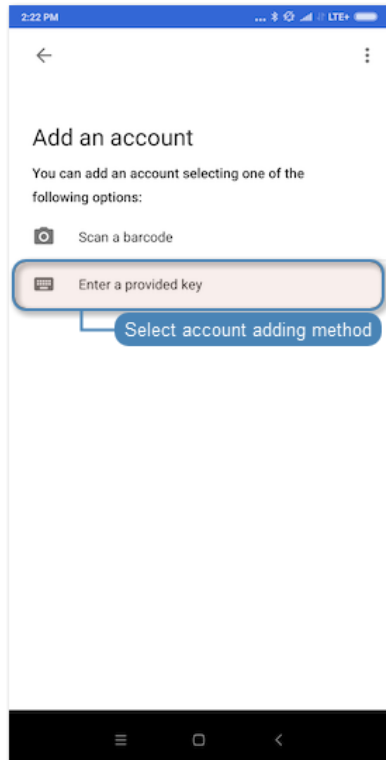 2:22 PM ... LTE+
Add an account
You can add an account selecting one of the
following options:
Scan a barcode
Enter a provided key
Select account adding method